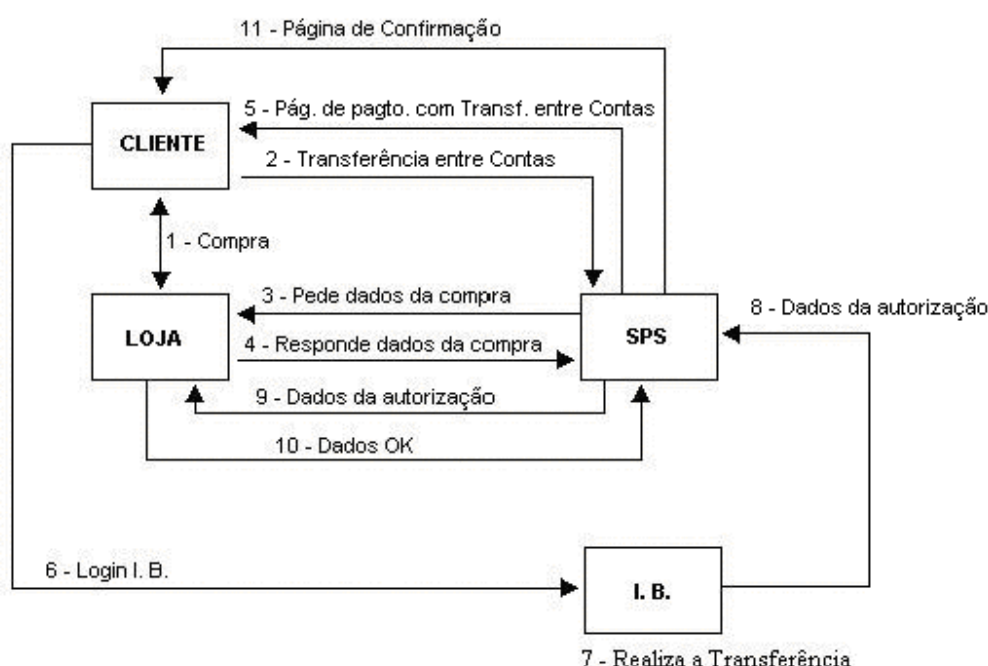 11 - Página de Confirmação
5 - Pág. de pagto. com Transf. entre Contas
CLIENTE
2 - Transferência entre Contas
1 - Compra
3 - Pede dados da compra
8 - Dados da autorização
LOJA
4 - Responde dados da compra
SPS
9 - Dados da autorização
10 - Dados OK
6 - Login I. B.
I. B.
7 - Realiza a Transferência